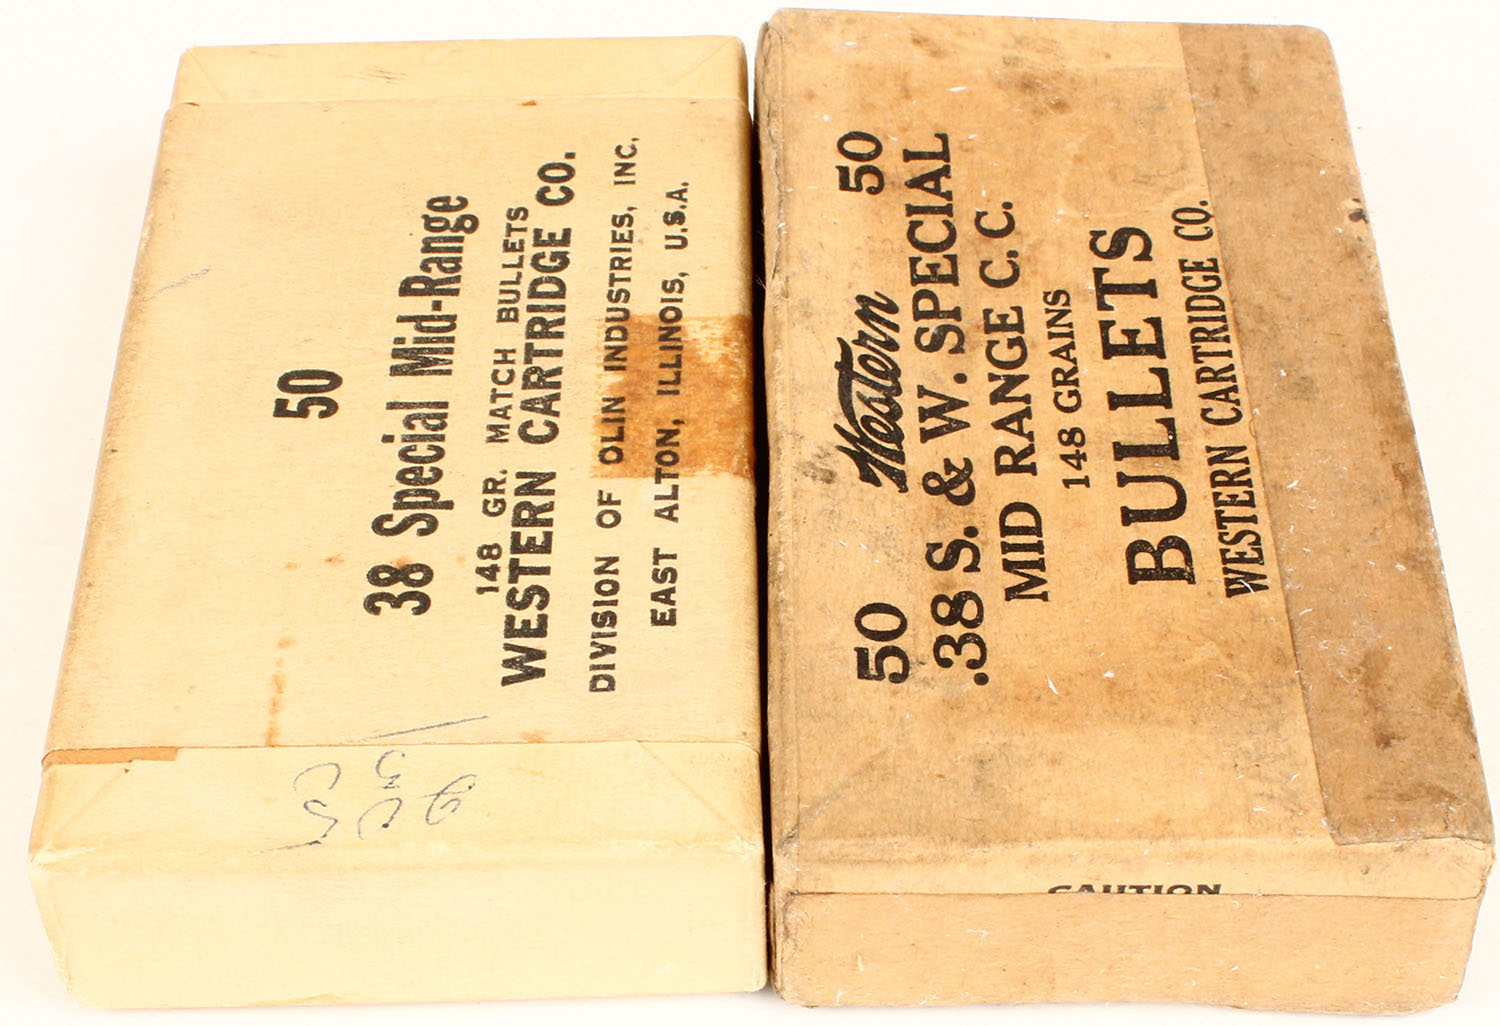 50
38 Special Mid-Range
148 GR. MATCH BULLETS
WESTERN CARTRIDGE CO.
DIVISION OF OLIN INDUSTRIES, INC.
EAST ALTON, ILLINOIS, U.S.A.
50 Western 50
.38 S. & W. SPECIAL
MID RANGE C.C.
148 GRAINS
BULLETS
WESTERN CARTRIDGE CO.
CAUTION